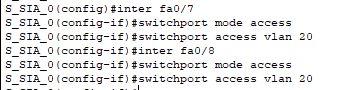 S_SIA_0(config)#inter fa0/7
S_SIA_0(config-if)#switchport mode access
S_SIA_0(config-if)#switchport access vlan 20
S_SIA_0(config-if)#inter fa0/8
S_SIA_0(config-if)#switchport mode access
S_SIA_0(config-if)#switchport access vlan 20